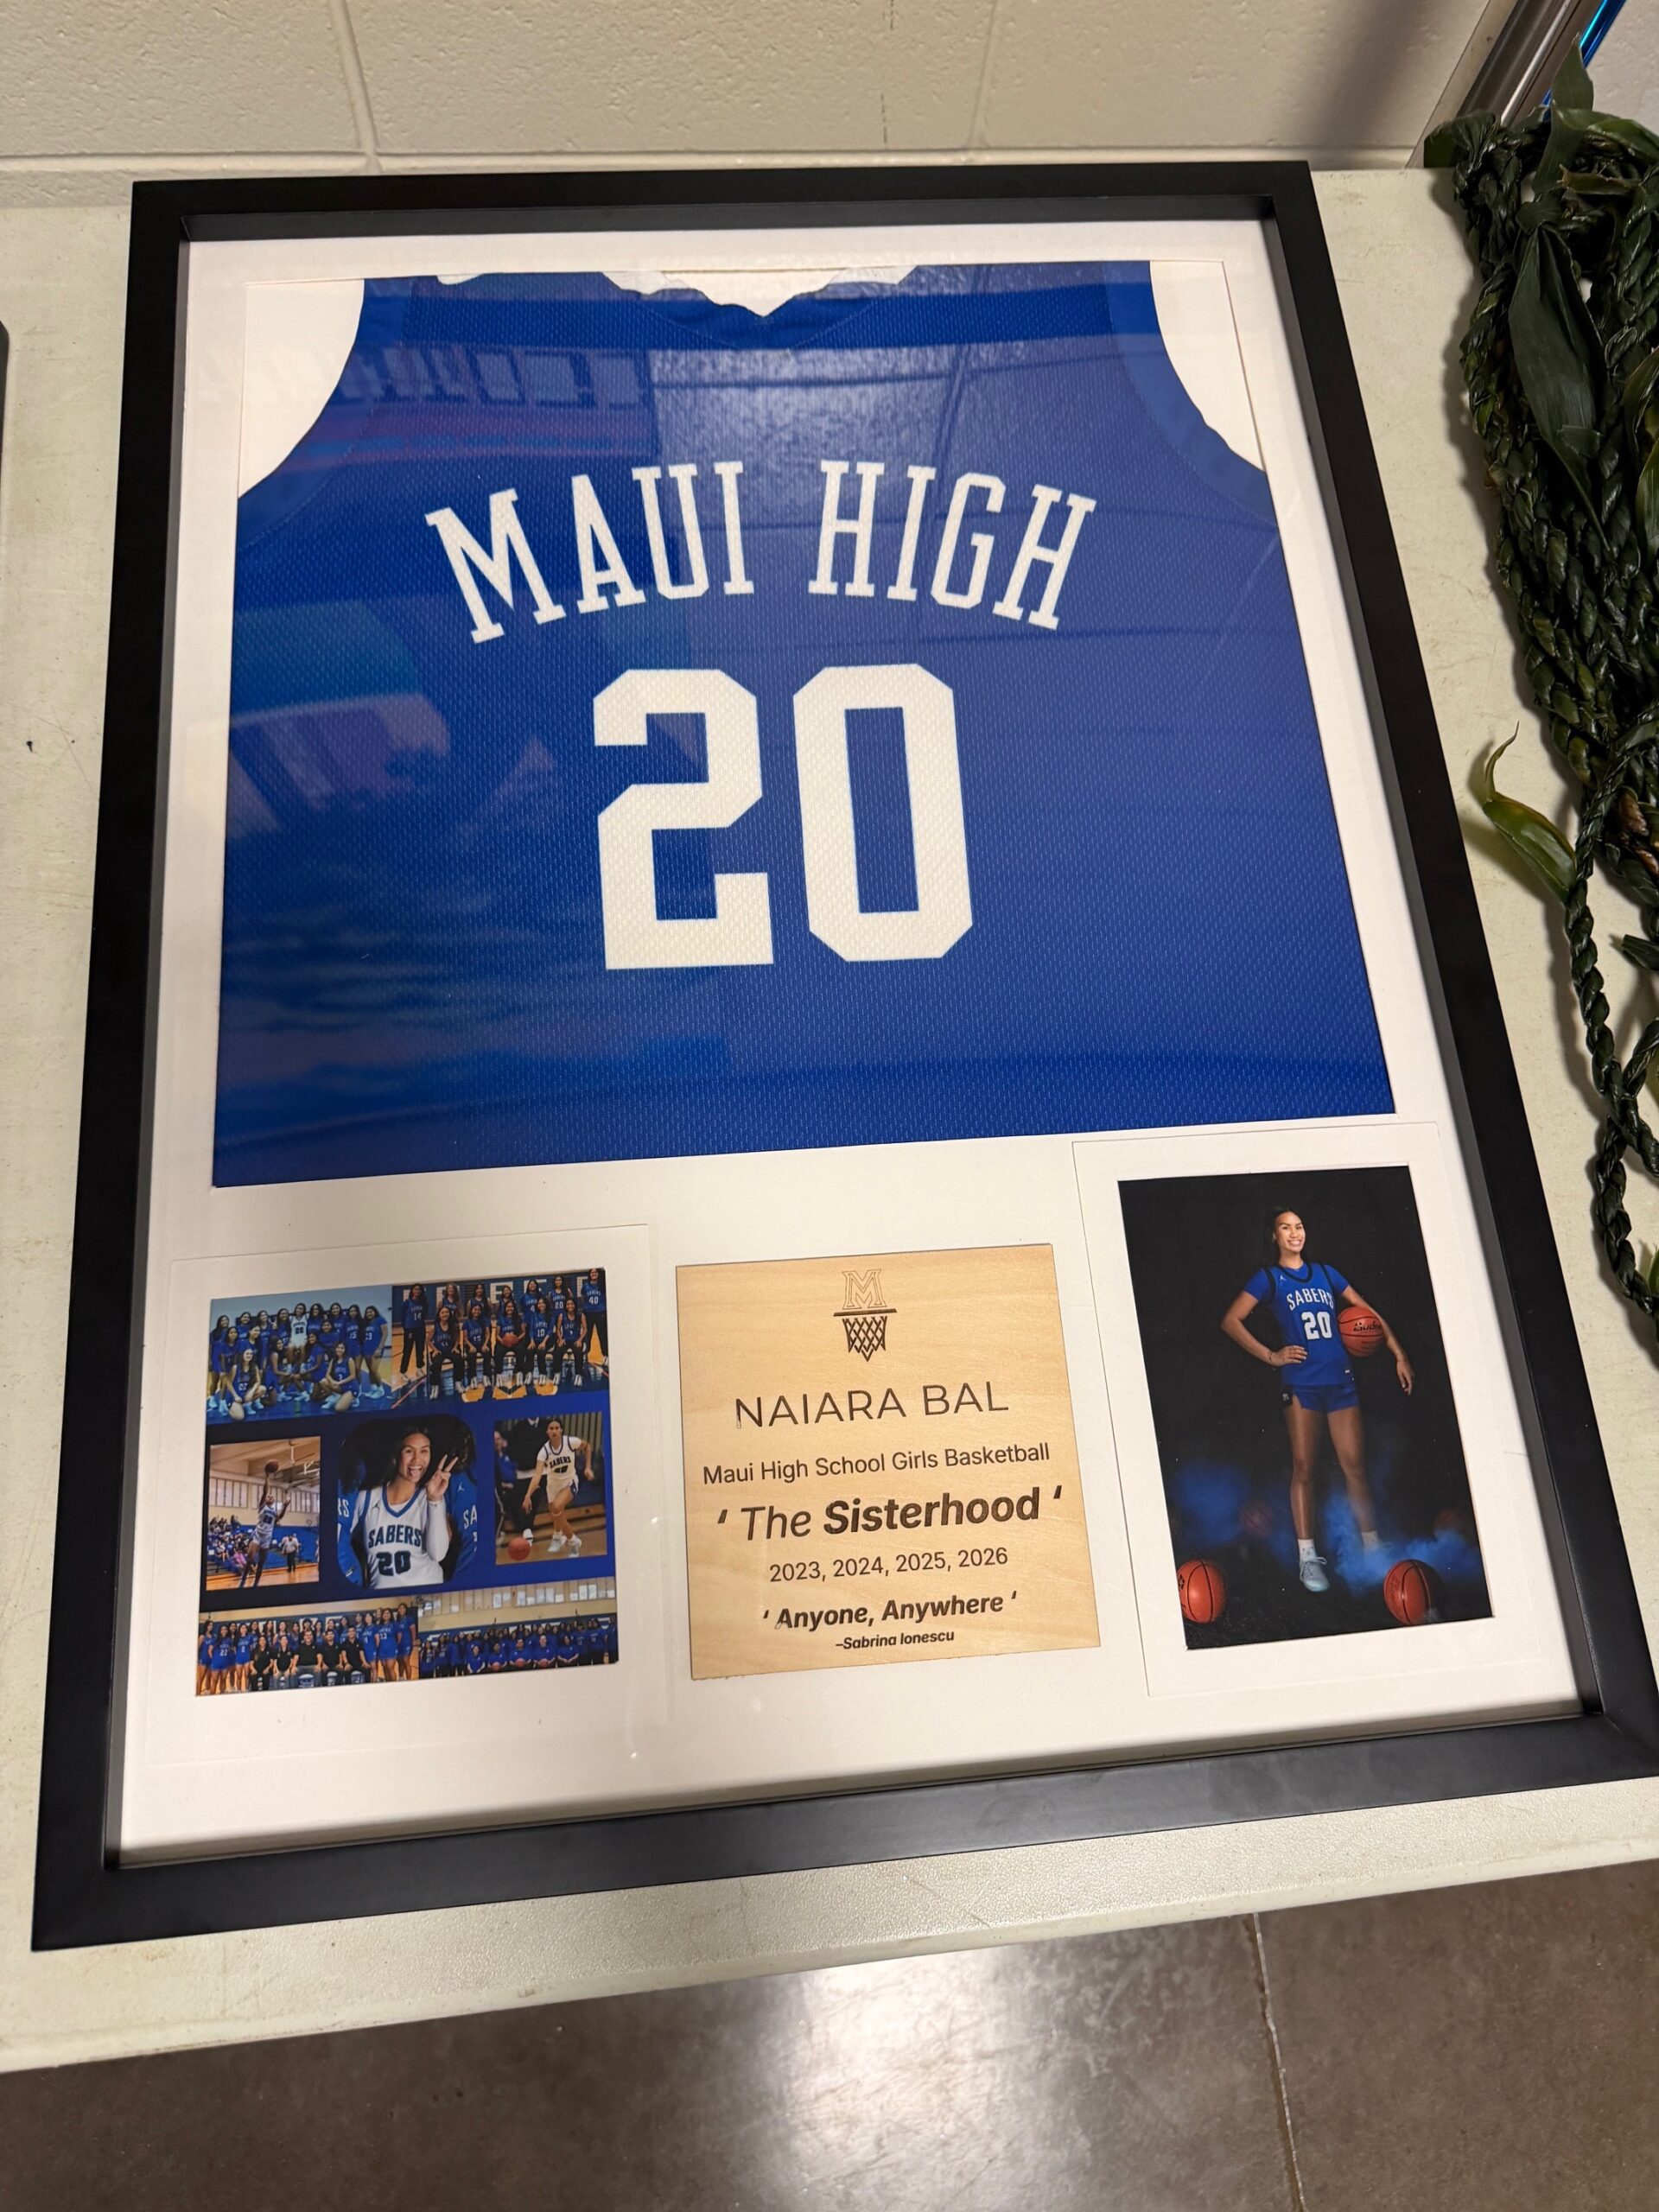 MAUI HIGH
20
M
NAIARA BAL
Maui High School Girls Basketball
‘ The Sisterhood ‘
2023, 2024, 2025, 2026
‘ Anyone, Anywhere ‘
–Sabrina Ionescu
SABERS
20
SABERS
20
SABERS